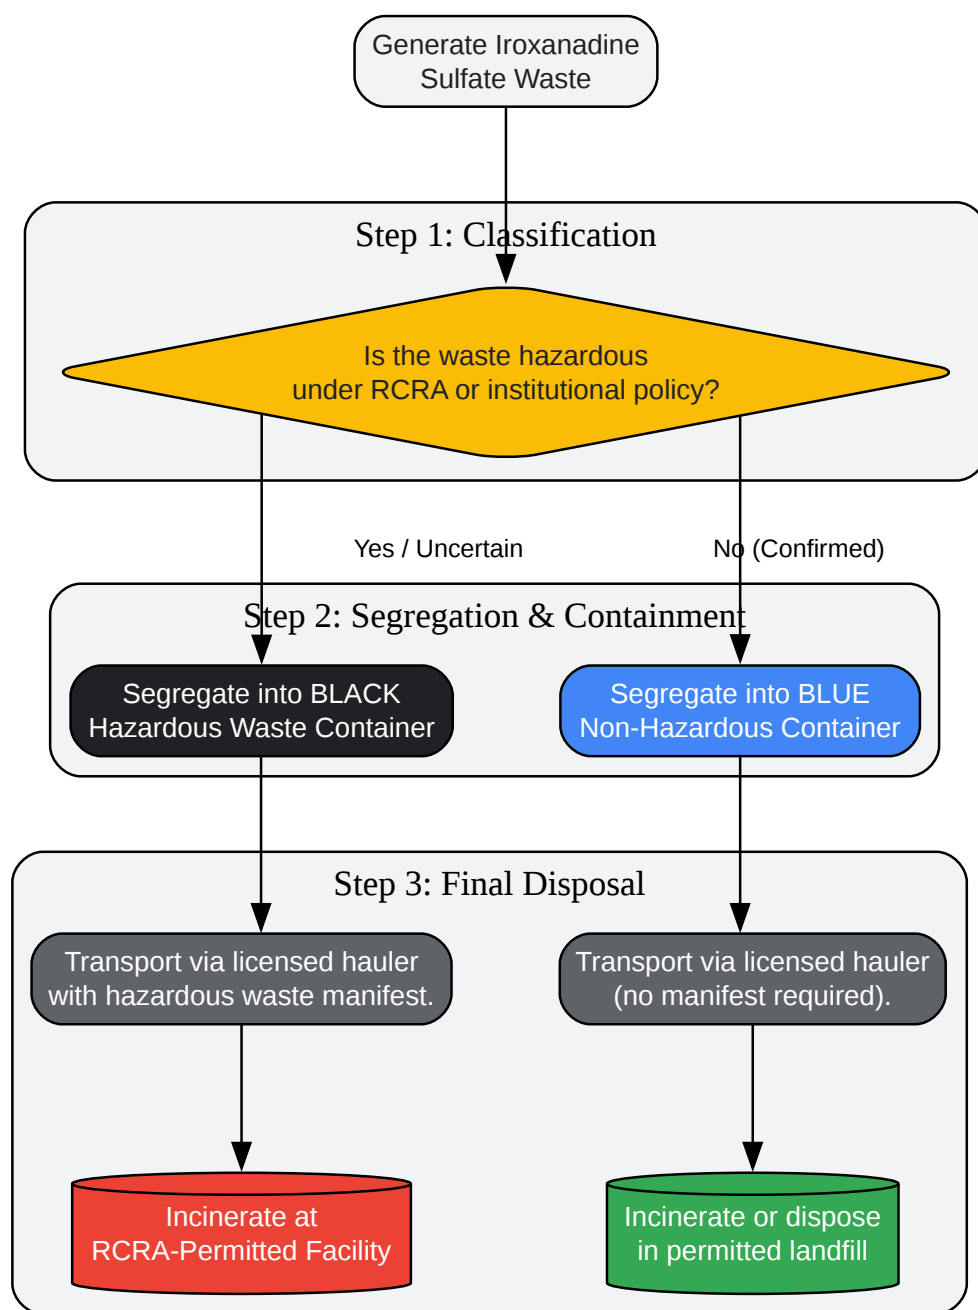 Generate Iroxanadine
Sulfate Waste
Step 1: Classification
Is the waste hazardous
under RCRA or institutional policy?
Yes / Uncertain
No (Confirmed)
Step 2: Segregation & Containment
Segregate into BLACK
Hazardous Waste Container
Segregate into BLUE
Non-Hazardous Container
Step 3: Final Disposal
Transport via licensed hauler
with hazardous waste manifest.
Transport via licensed hauler
(no manifest required).
Incinerate at
RCRA-Permitted Facility
Incinerate or dispose
in permitted landfill